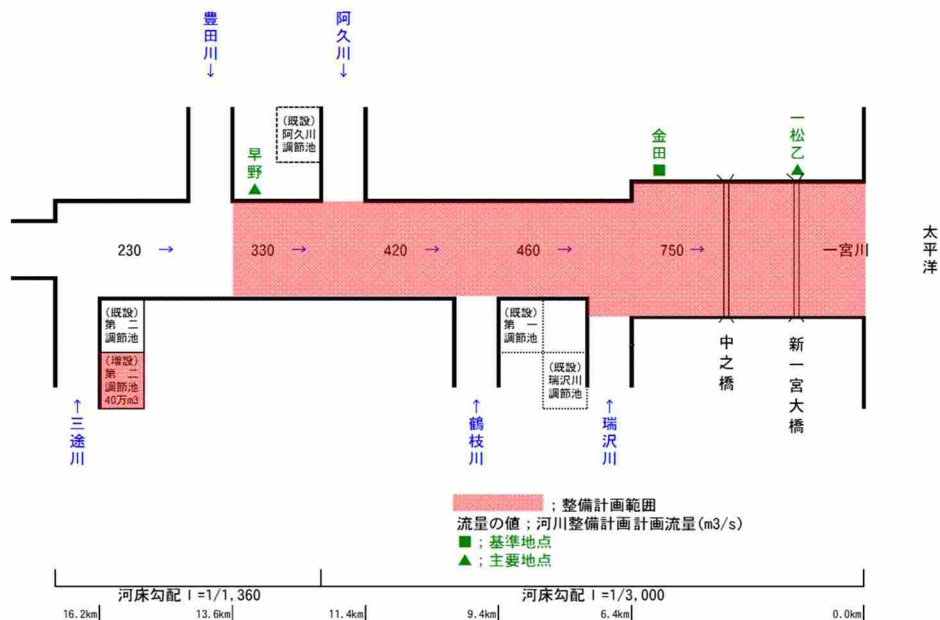 豊田川↓
阿久川↓
(既設)
阿久川
調節池
早野
▲
金田
■
一松乙
▲
230 →
330 →
420 →
460 →
750 →
一宮川
太平洋
(既設)
第二
調節池
(増設)
第二
調節池
40万m3
(既設)
第一
調節池
(既設)
瑞沢川
調節池
中之橋
新一宮大橋
↑三途川
↑鶴枝川
↑瑞沢川
;整備計画範囲
流量の値;河川整備計画計画流量(m3/s)
■;基準地点
▲;主要地点
河床勾配 I=1/1,360
河床勾配 I=1/3,000
16.2km
13.6km
11.4km
9.4km
6.4km
0.0km